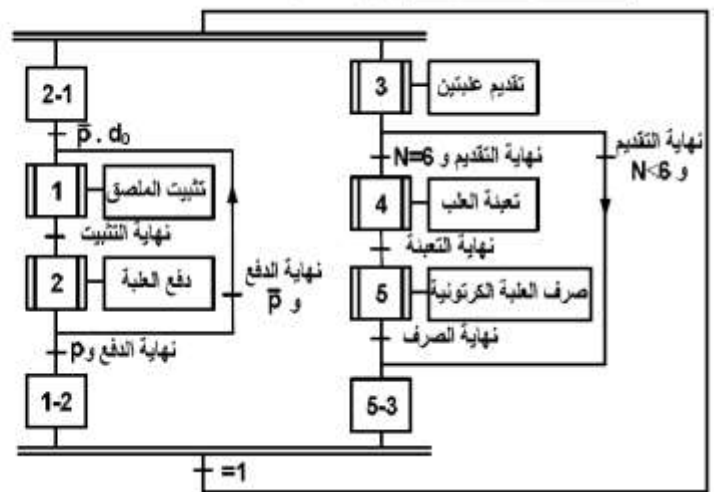 2-1
p̅ . d₀
1
تثبيت الملصق
نهاية التثبيت
2
دفع العلبة
نهاية الدفع
و p̅
نهاية الدفع و p
1-2
3
تقديم علبتين
نهاية التقديم و N=6
نهاية التقديم
و N<6
4
تعبئة العلب
نهاية التعبئة
5
صرف العلبة الكرتونية
نهاية الصرف
5-3
=1